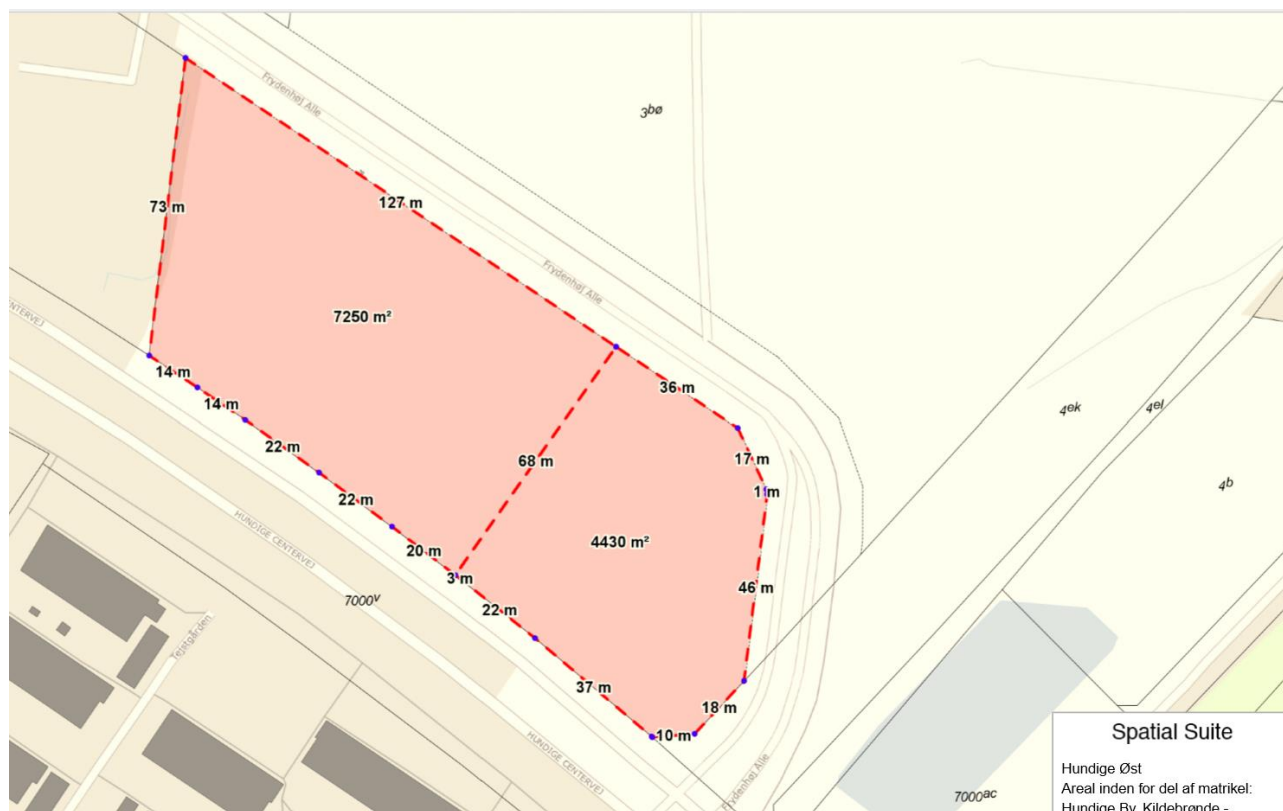 Frydenhøj Alle
3bø
73 m
127 m
Frydenhøj Alle
7250 m²
CENTERVEJ
14 m
14 m
36 m
4ek
4el
22 m
68 m
17 m
4b
1 m
22 m
HUNDIGE CENTERVEJ
20 m
4430 m²
3 m
46 m
7000v
22 m
Tejstgården
37 m
18 m
10 m
HUNDIGE CENTERVEJ
Frydenhøj Alle
7000ac
Spatial Suite
Hundige Øst
Areal inden for del af matrikel:
Hundige By, Kildebrønde -